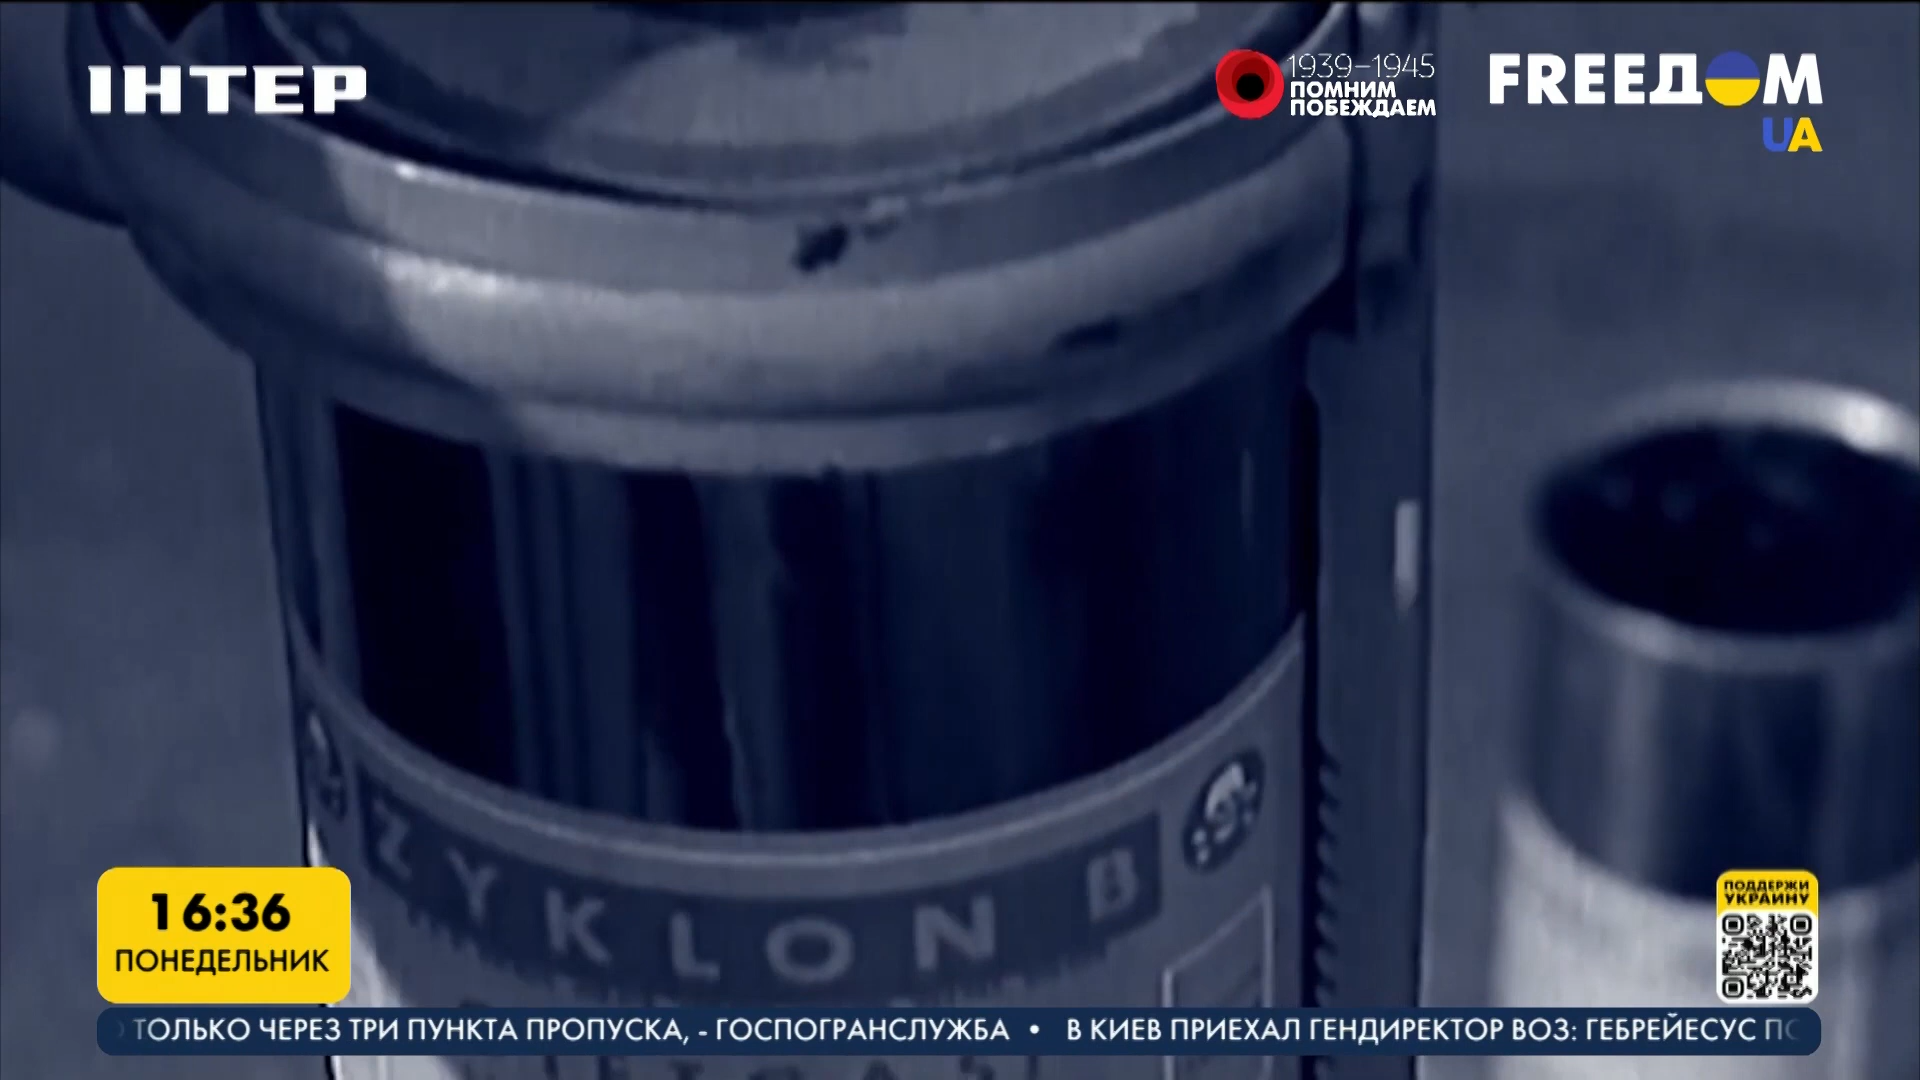 ІНТЕР
1939–1945
ПОМНИМ
ПОБЕЖДАЕМ
FREEДOM
UA
ZYKLON B
16:36
ПОНЕДЕЛЬНИК
ПОДДЕРЖИ
УКРАИНУ
ТОЛЬКО ЧЕРЕЗ ТРИ ПУНКТА ПРОПУСКА, - ГОСПОГРАНСЛУЖБА • В КИЕВ ПРИЕХАЛ ГЕНДИРЕКТОР ВОЗ: ГЕБРЕЙЕСУС